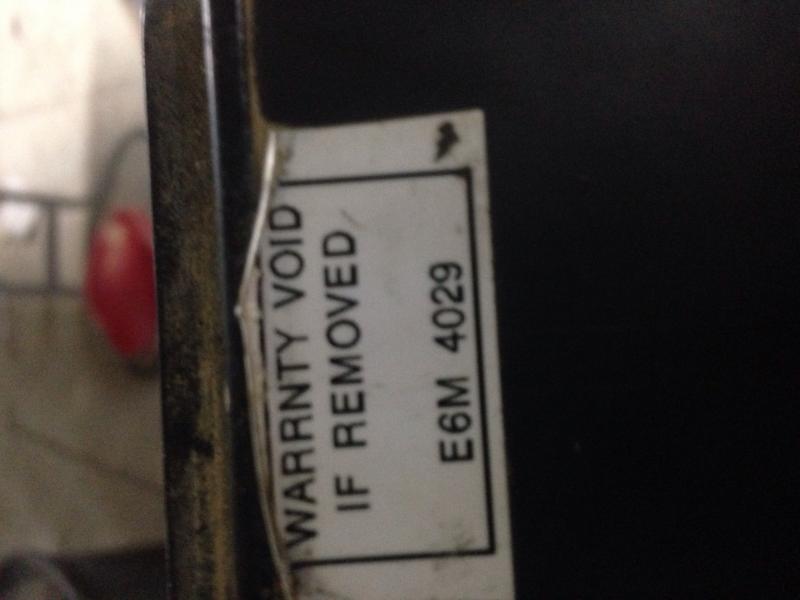 WARRNTY VOID
IF REMOVED
E6M 4029